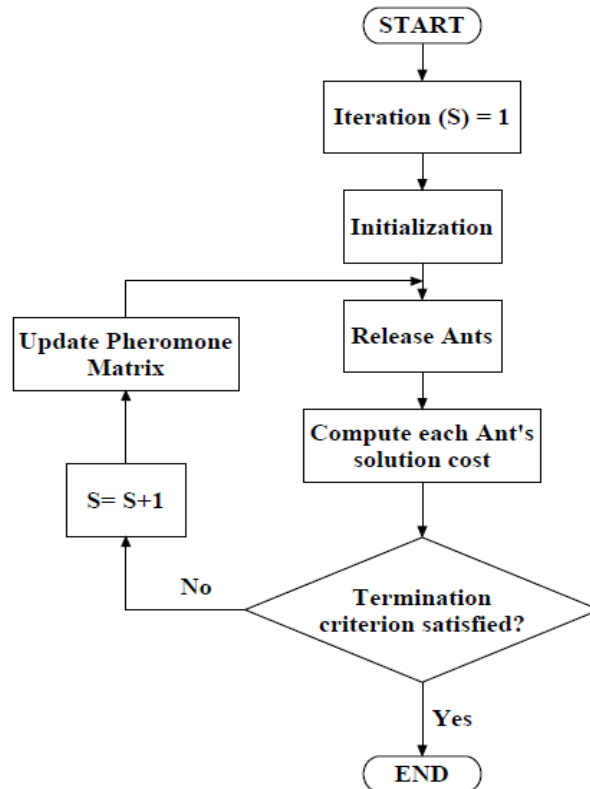 START
Iteration (S) = 1
Initialization
Release Ants
Update Pheromone
Matrix
Compute each Ant's
solution cost
S= S+1
Termination
criterion satisfied?
No
Yes
END